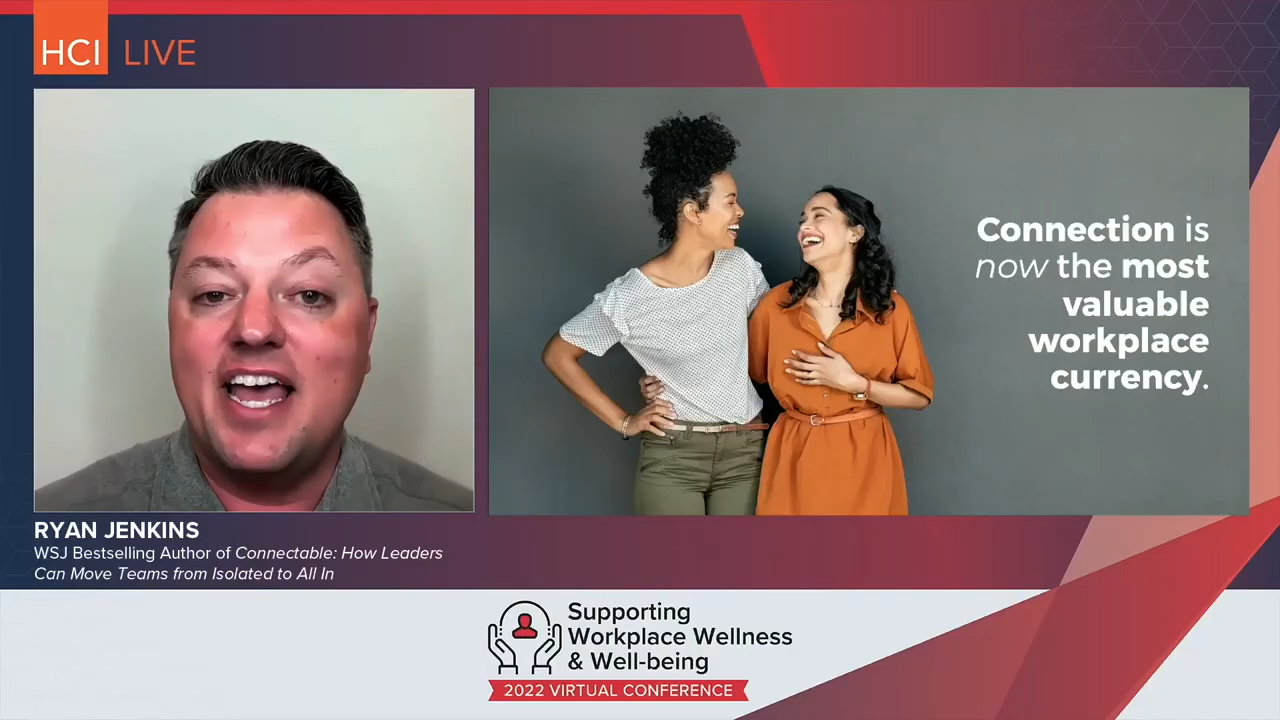 HCI LIVE
Connection is
now the most
valuable
workplace
currency.
RYAN JENKINS
WSJ Bestselling Author of Connectable: How Leaders
Can Move Teams from Isolated to All In
Supporting
Workplace Wellness
& Well-being
2022 VIRTUAL CONFERENCE